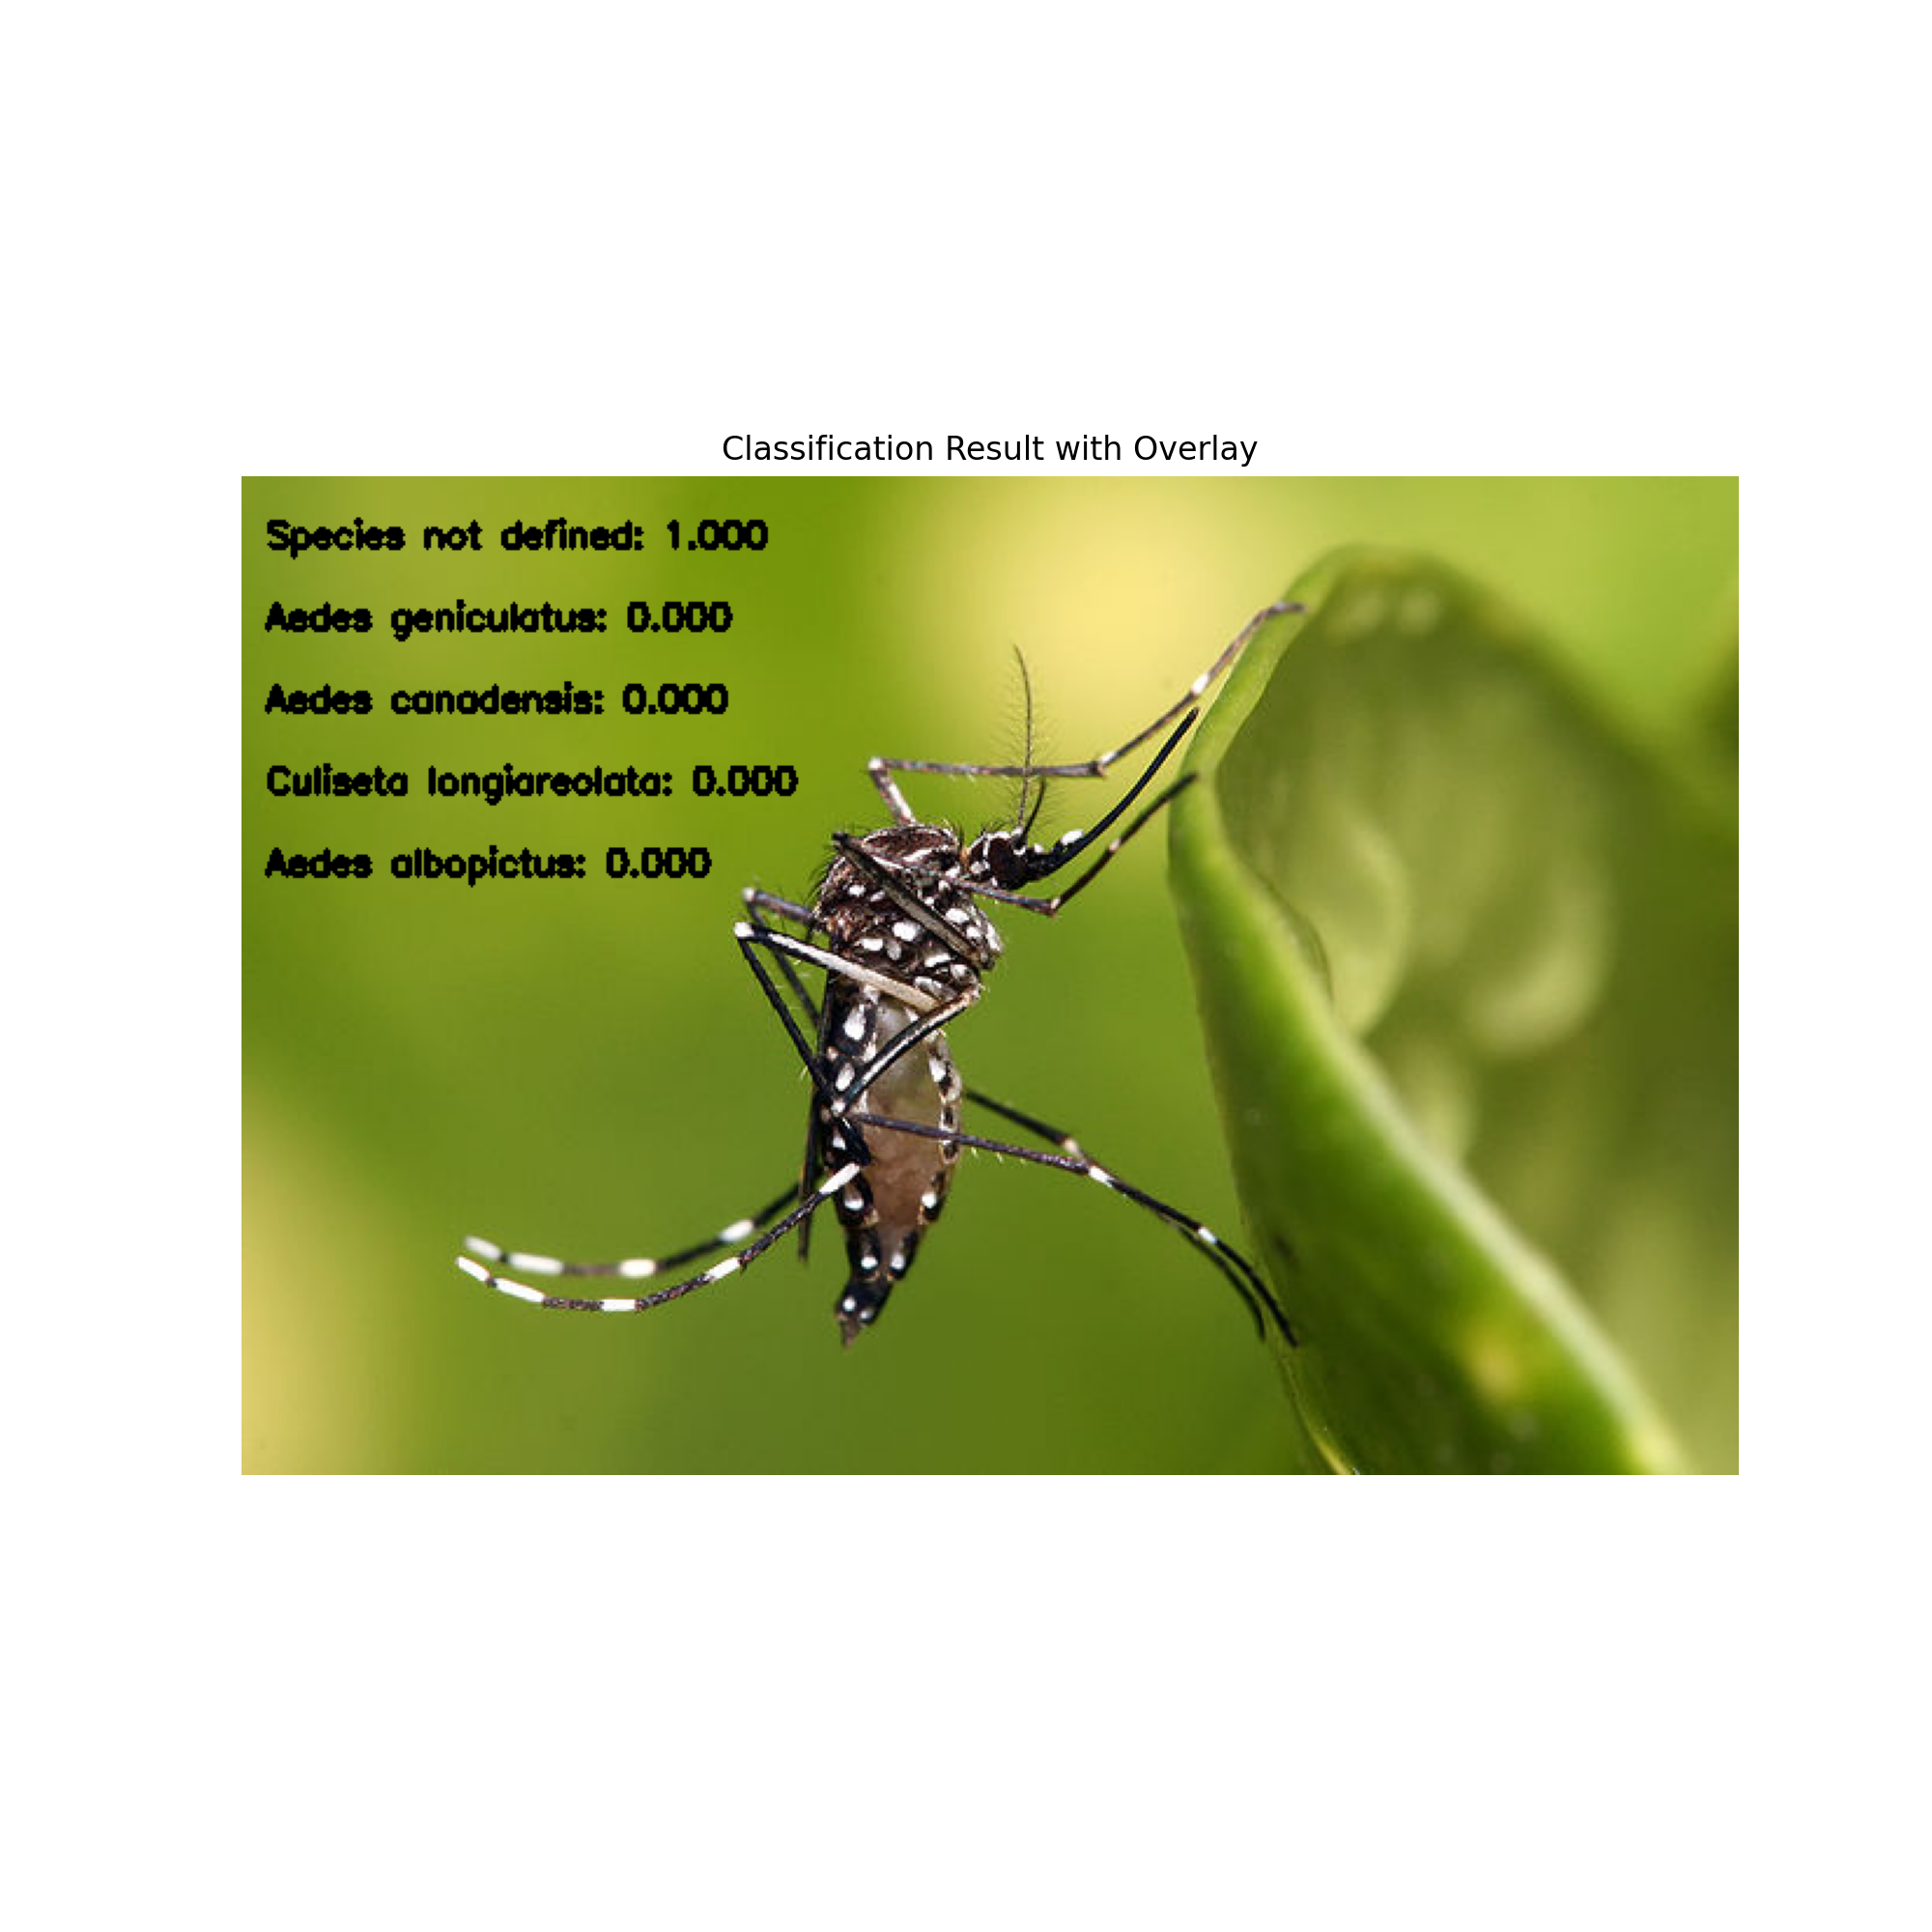 Classification Result with Overlay
Species not defined: 1.000
Aedes geniculatus: 0.000
Aedes canadensis: 0.000
Culiseta longiareolata: 0.000
Aedes albopictus: 0.000